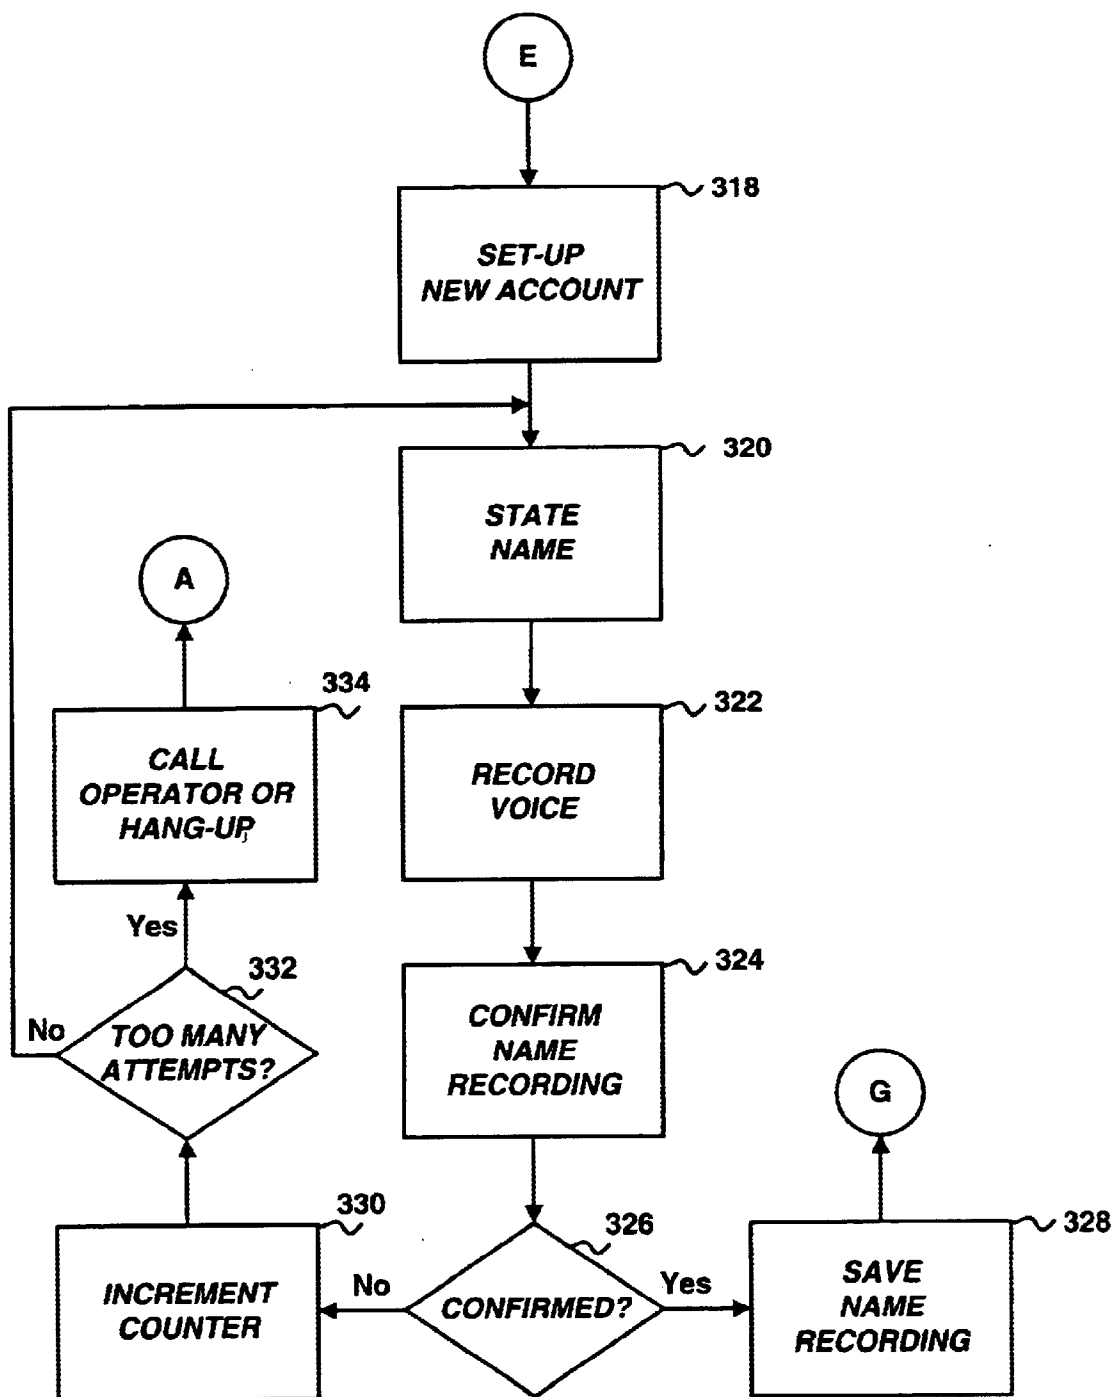 E
318
SET-UP
NEW ACCOUNT
320
STATE
NAME
A
334
CALL
OPERATOR OR
HANG-UP
322
RECORD
VOICE
Yes
332
No
TOO MANY
ATTEMPTS?
324
CONFIRM
NAME
RECORDING
G
330
INCREMENT
COUNTER
No
326
CONFIRMED?
Yes
328
SAVE
NAME
RECORDING